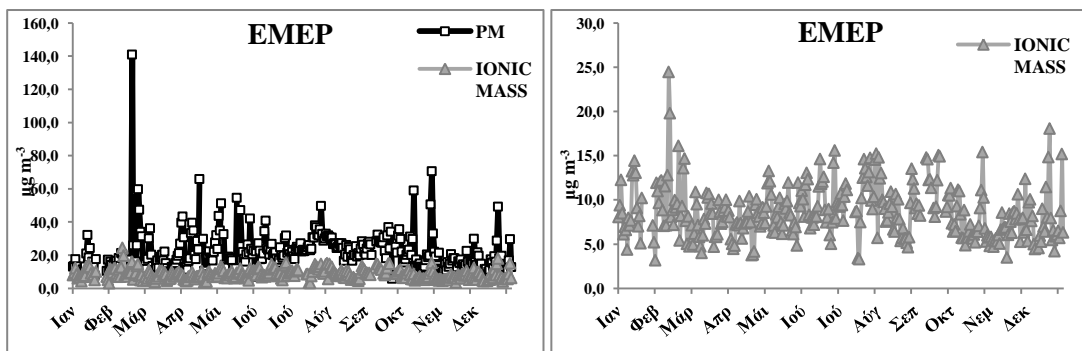 EMEP
PM
IONIC
MASS
μg m-3
160,0
140,0
120,0
100,0
80,0
60,0
40,0
20,0
0,0
Ιαν
Φεβ
Μάρ
Απρ
Μάι
Ιού
Ιού
Αύγ
Σεπ
Οκτ
Νεμ
Δεκ
EMEP
IONIC
MASS
μg m-3
30,0
25,0
20,0
15,0
10,0
5,0
0,0
Ιαν
Φεβ
Μάρ
Απρ
Μάι
Ιού
Ιού
Αύγ
Σεπ
Οκτ
Νεμ
Δεκ